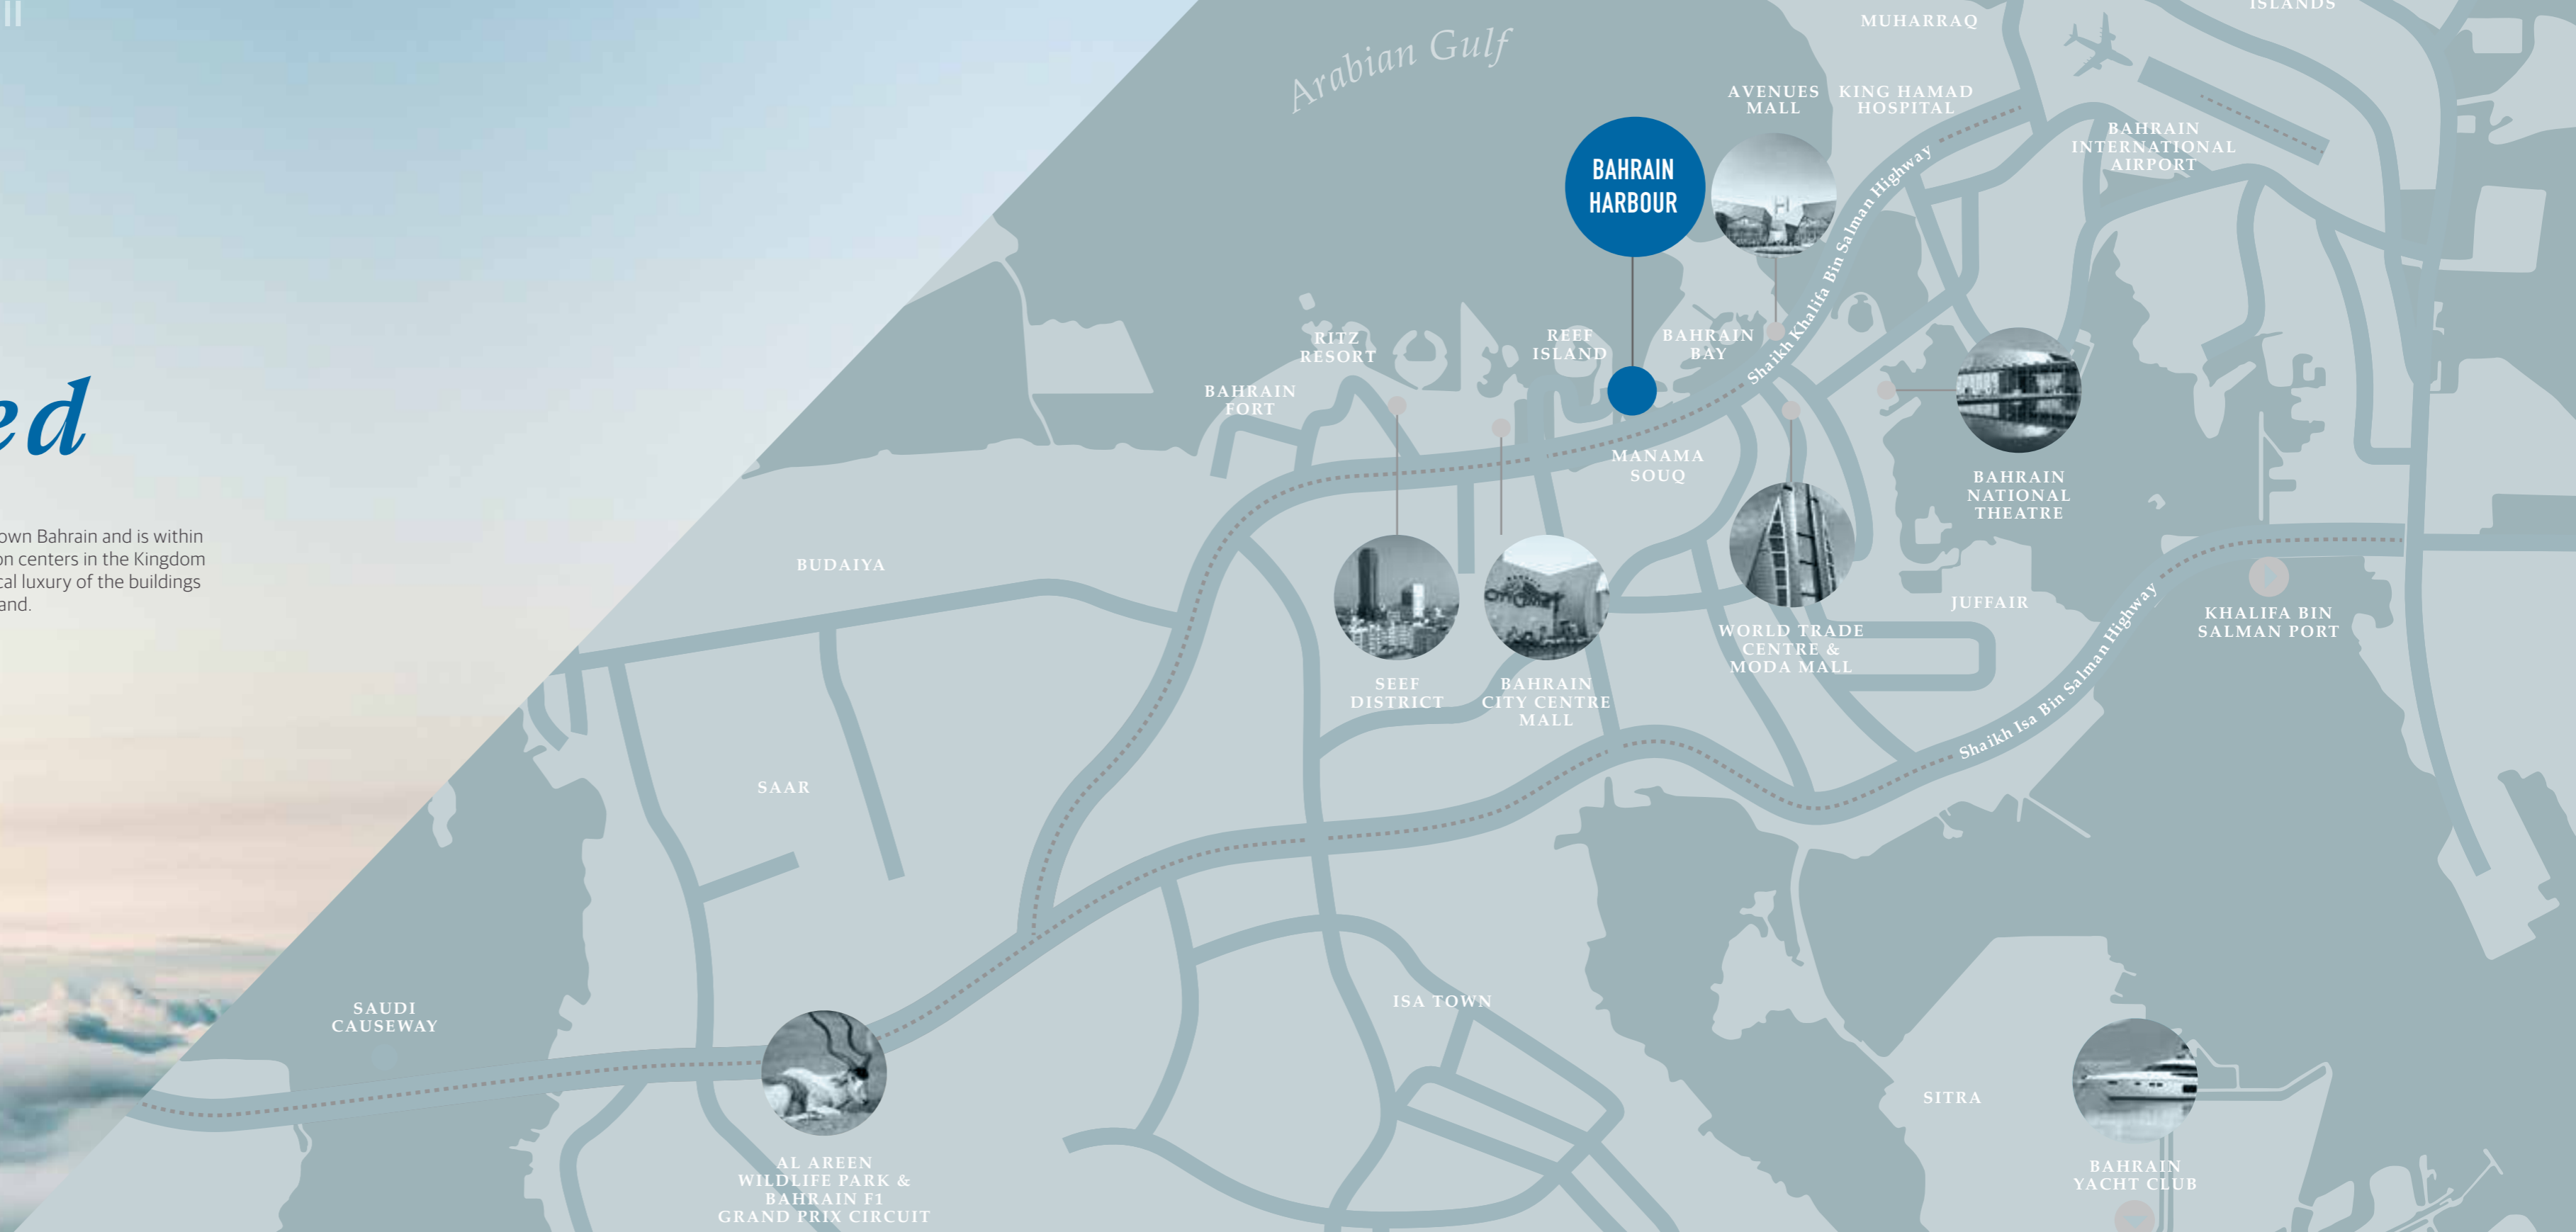 ed
own Bahrain and is within
on centers in the Kingdom
cal luxury of the buildings
and.
Arabian Gulf
MUHARRAQ
ISLANDS
AVENUES
MALL
KING HAMAD
HOSPITAL
BAHRAIN
INTERNATIONAL
AIRPORT
BAHRAIN
HARBOUR
Shaikh Khalifa Bin Salman Highway
RITZ
RESORT
REEF
ISLAND
BAHRAIN
BAY
BAHRAIN
FORT
MANAMA
SOUQ
BAHRAIN
NATIONAL
THEATRE
BUDAIYA
JUFFAIR
KHALIFA BIN
SALMAN PORT
WORLD TRADE
CENTRE &
MODA MALL
SEEF
DISTRICT
BAHRAIN
CITY CENTRE
MALL
Shaikh Isa Bin Salman Highway
SAAR
SAUDI
CAUSEWAY
ISA TOWN
SITRA
AL AREEN
WILDLIFE PARK &
BAHRAIN F1
GRAND PRIX CIRCUIT
BAHRAIN
YACHT CLUB